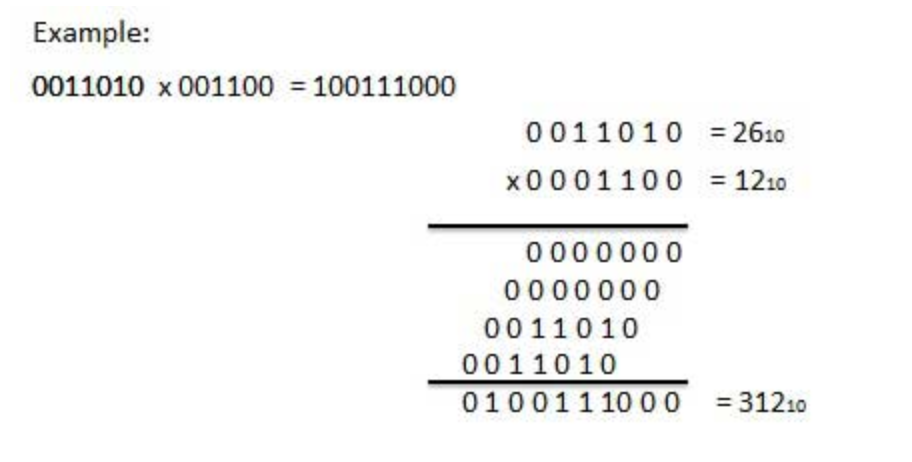 Example:
0011010 x 001100 = 100111000
0 0 1 1 0 1 0 = 26₁₀
x 0 0 0 1 1 0 0 = 12₁₀
0 0 0 0 0 0 0
0 0 0 0 0 0 0
0 0 1 1 0 1 0
0 0 1 1 0 1 0
0 1 0 0 1 1 10 0 0 = 312₁₀